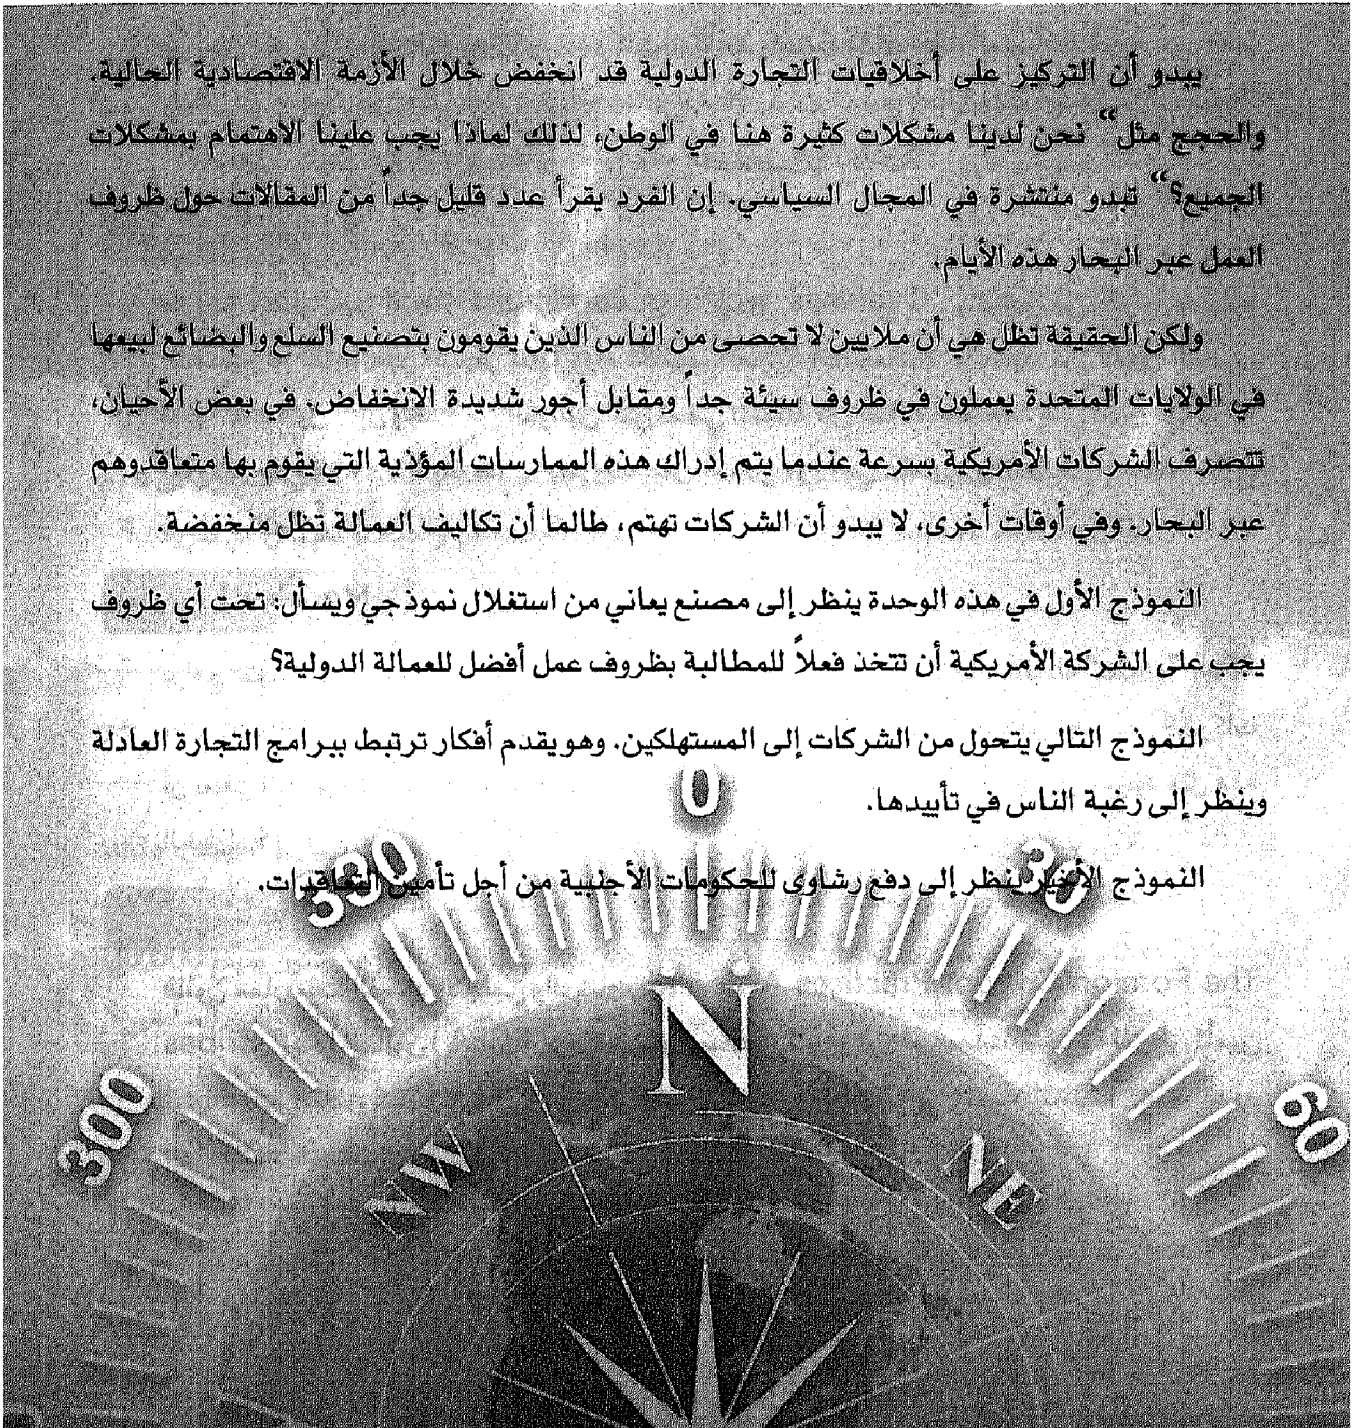 يبدو أن التركيز على أخلاقيات التجارة الدولية قد انخفض خلال الأزمة الاقتصادية الحالية.
والحجج مثل “ نحن لدينا مشكلات كثيرة هنا في الوطن، لذلك لماذا يجب علينا الاهتمام بمشكلات
الجميع؟“ تبدو منتشرة في المجال السياسي. إن الفرد يقرأ عدد قليل جداً من المقالات حول ظروف
العمل عبر البحار هذه الأيام.
ولكن الحقيقة تظل هي أن ملايين لا تحصى من الناس الذين يقومون بتصنيع السلع والبضائع لبيعها
في الولايات المتحدة يعملون في ظروف سيئة جداً ومقابل أجور شديدة الانخفاض. في بعض الأحيان،
تتصرف الشركات الأمريكية بسرعة عندما يتم إدراك هذه الممارسات المؤذية التي يقوم بها متعاقدوهم
عبر البحار. وفي أوقات أخرى، لا يبدو أن الشركات تهتم، طالما أن تكاليف العمالة تظل منخفضة.
النموذج الأول في هذه الوحدة ينظر إلى مصنع يعاني من استغلال نموذجي ويسأل: تحت أي ظروف
يجب على الشركة الأمريكية أن تتخذ فعلاً للمطالبة بظروف عمل أفضل للعمالة الدولية؟
النموذج التالي يتحول من الشركات إلى المستهلكين. وهو يقدم أفكار ترتبط ببرامج التجارة العادلة
وينظر إلى رغبة الناس في تأييدها.
النموذج الأخير ينظر إلى دفع رشاوى للحكومات الأجنبية من أجل تأمين التعاقدات.
0
330
30
N
300
60
NW
NE